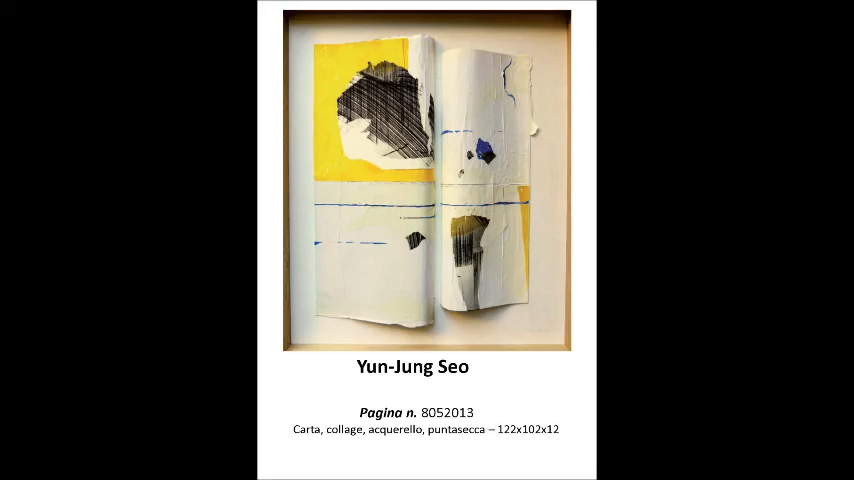 Yun-Jung Seo
Pagina n. 8052013
Carta, collage, acquerello, puntasecca – 122x102x12